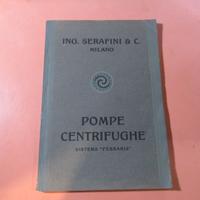 ING. SERAFINI & C.
MILANO
POMPE
CENTRIFUGHE
SISTEMA "FERRARIS"